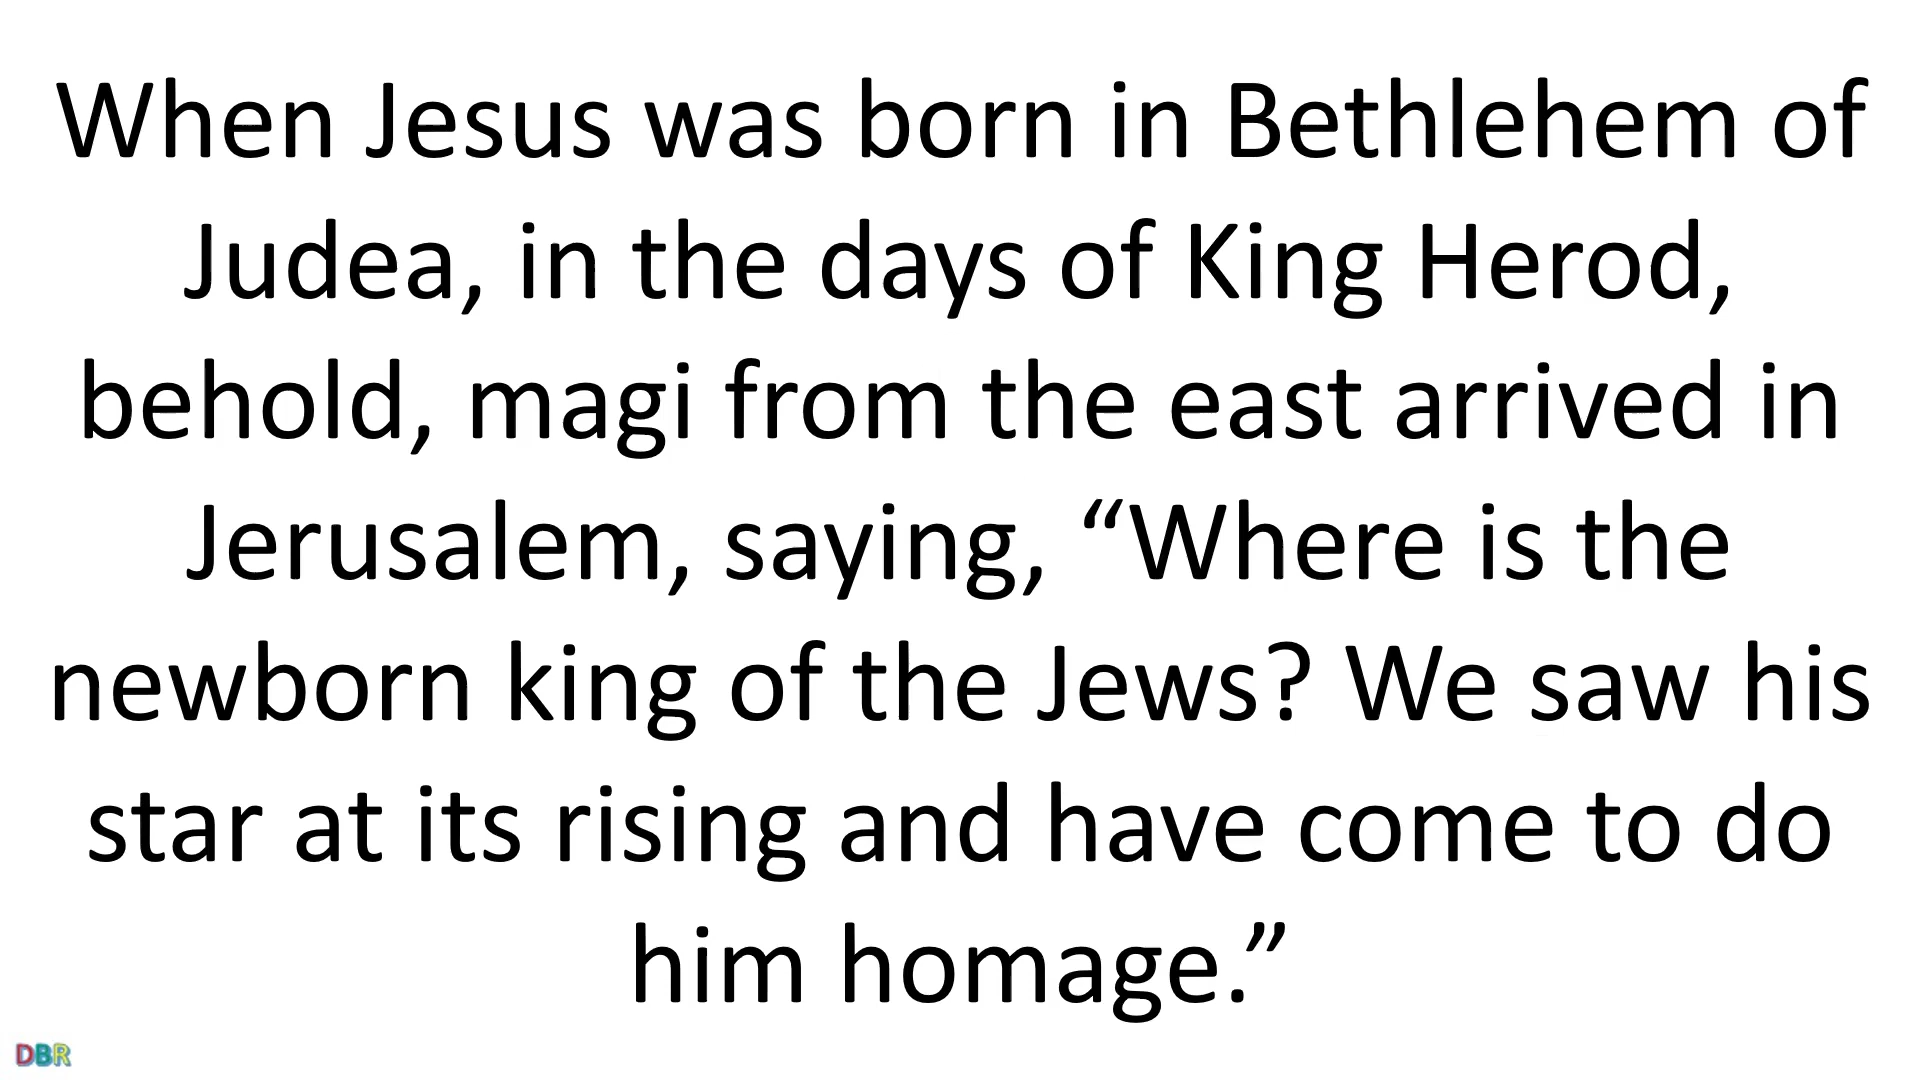 When Jesus was born in Bethlehem of
Judea, in the days of King Herod,
behold, magi from the east arrived in
Jerusalem, saying, “Where is the
newborn king of the Jews? We saw his
star at its rising and have come to do
him homage.”
DBR